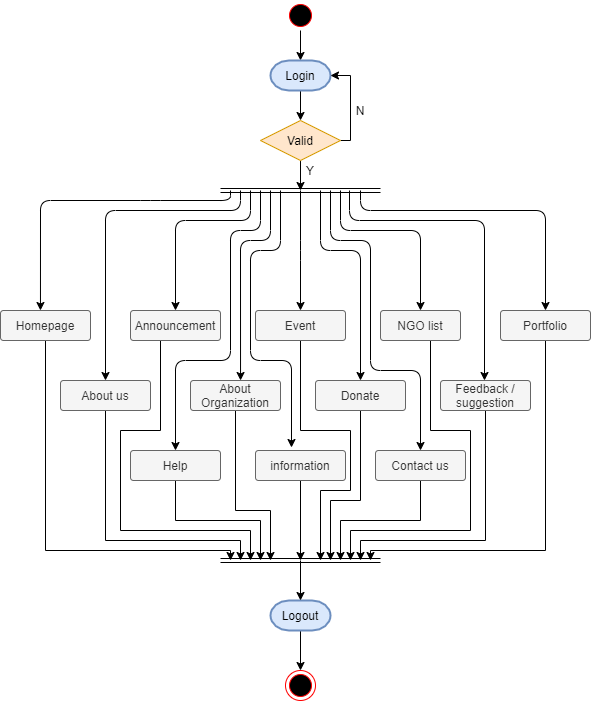 Login
N
Valid
Y
Homepage
Announcement
Event
NGO list
Portfolio
About us
About
Organization
Donate
Feedback /
suggestion
Help
information
Contact us
Logout